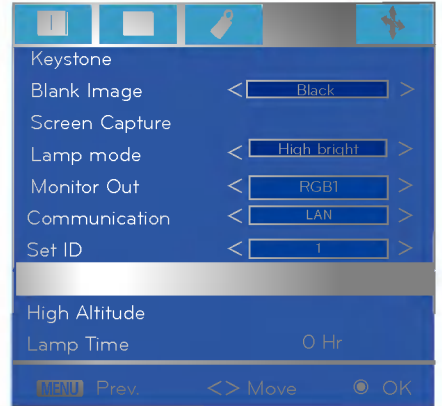 Keystone
Blank Image < Black >
Screen Capture
Lamp mode < High bright >
Monitor Out < RGB1 >
Communication < LAN >
Set ID < 1 >
High Altitude
Lamp Time 0 Hr
MENU Prev. <> Move ◉ OK